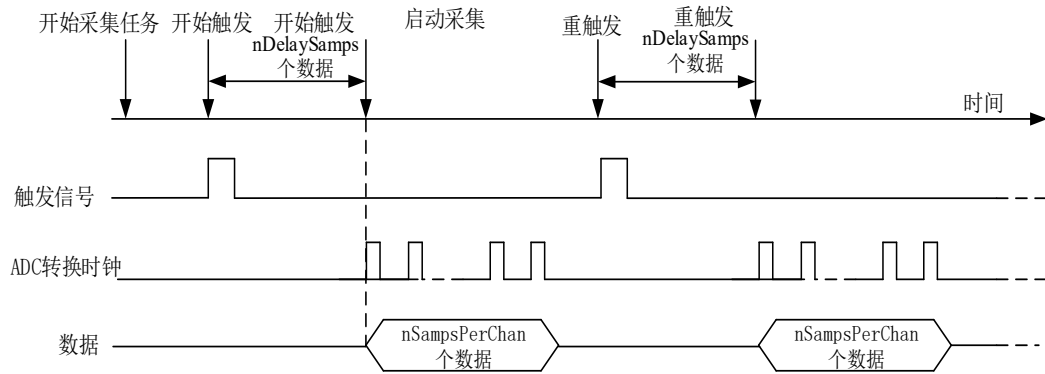 开始采集任务
开始触发
开始触发
nDelaySamps
个数据
启动采集
重触发
重触发
nDelaySamps
个数据
时间
触发信号
ADC转换时钟
数据
nSampsPerChan
个数据
nSampsPerChan
个数据